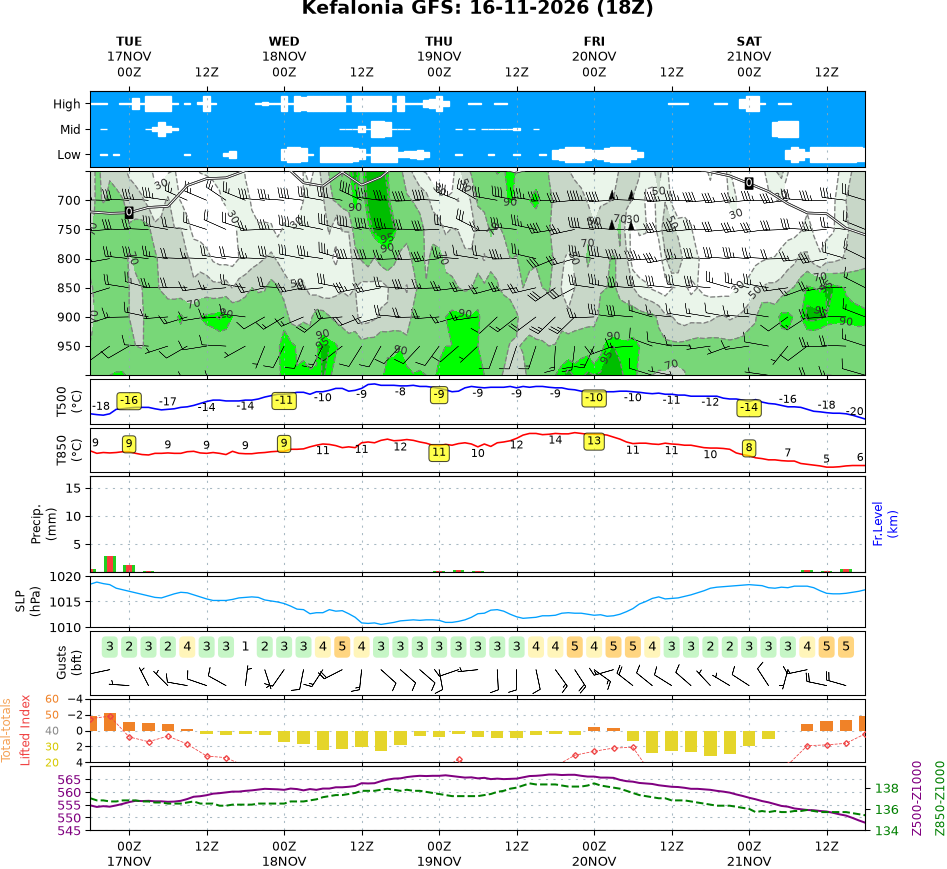 Kefalonia GFS: 16-11-2026 (18Z)
TUE WED THU FRI SAT
17NOV 18NOV 19NOV 20NOV 21NOV
00Z 12Z 00Z 12Z 00Z 12Z 00Z 12Z 00Z 12Z
High
Mid
Low
700
750
800
850
900
950
T500
(°C)
-18 -16 -17 -14 -14 -11 -10 -9 -8 -9 -9 -9 -9 -10 -10 -11 -12 -14 -16 -18 -20
T850
(°C)
9 9 9 9 9 9 11 11 12 11 10 12 14 13 11 11 10 8 7 5 6
Precip.
(mm)
15
10
5
Fr.Level
(km)
SLP
(hPa)
1020
1015
1010
Gusts
(bft)
3 2 3 2 4 3 3 1 2 3 3 4 5 4 3 3 3 3 3 3 3 3 4 4 5 4 5 5 4 3 3 2 2 3 3 3 4 5 5
Total-totals
Lifted Index
60 −4
50 −2
40 0
30 2
20 4
565
560
555
550
545
138
136
134
Z500-Z1000
Z850-Z1000
00Z 12Z 00Z 12Z 00Z 12Z 00Z 12Z 00Z 12Z
17NOV 18NOV 19NOV 20NOV 21NOV